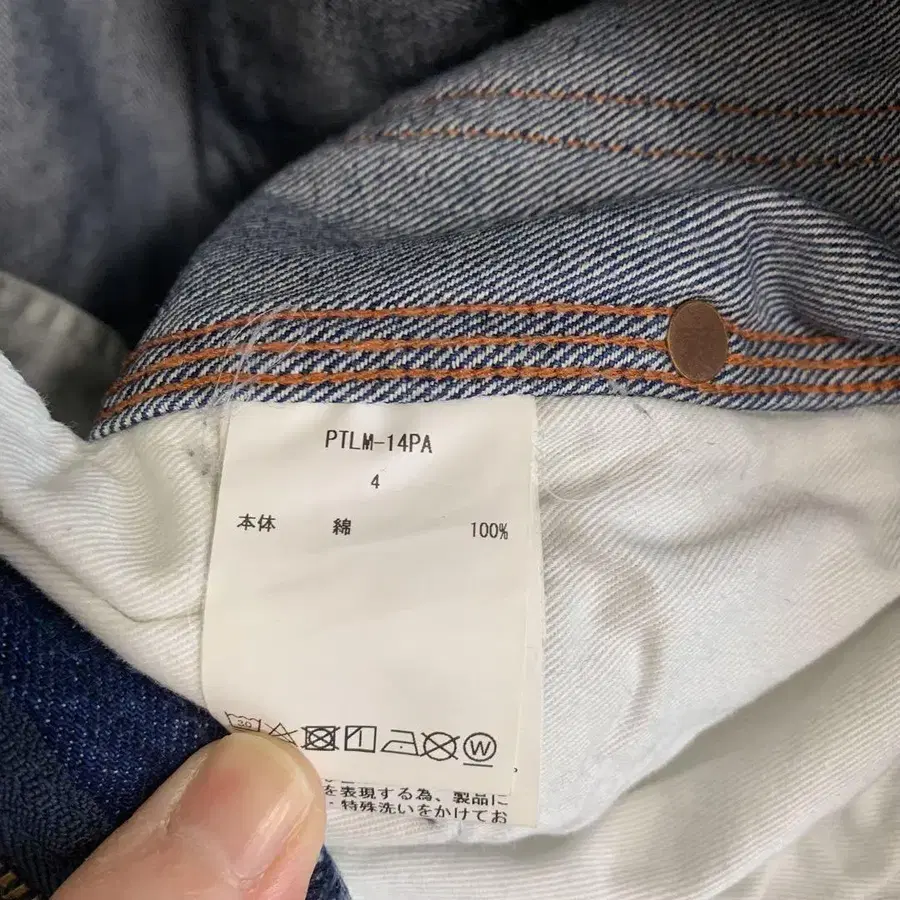 PTLM-14PA
4
本体 綿 100%
30
W
を表現する為、製品に
・特殊洗いをかけてお